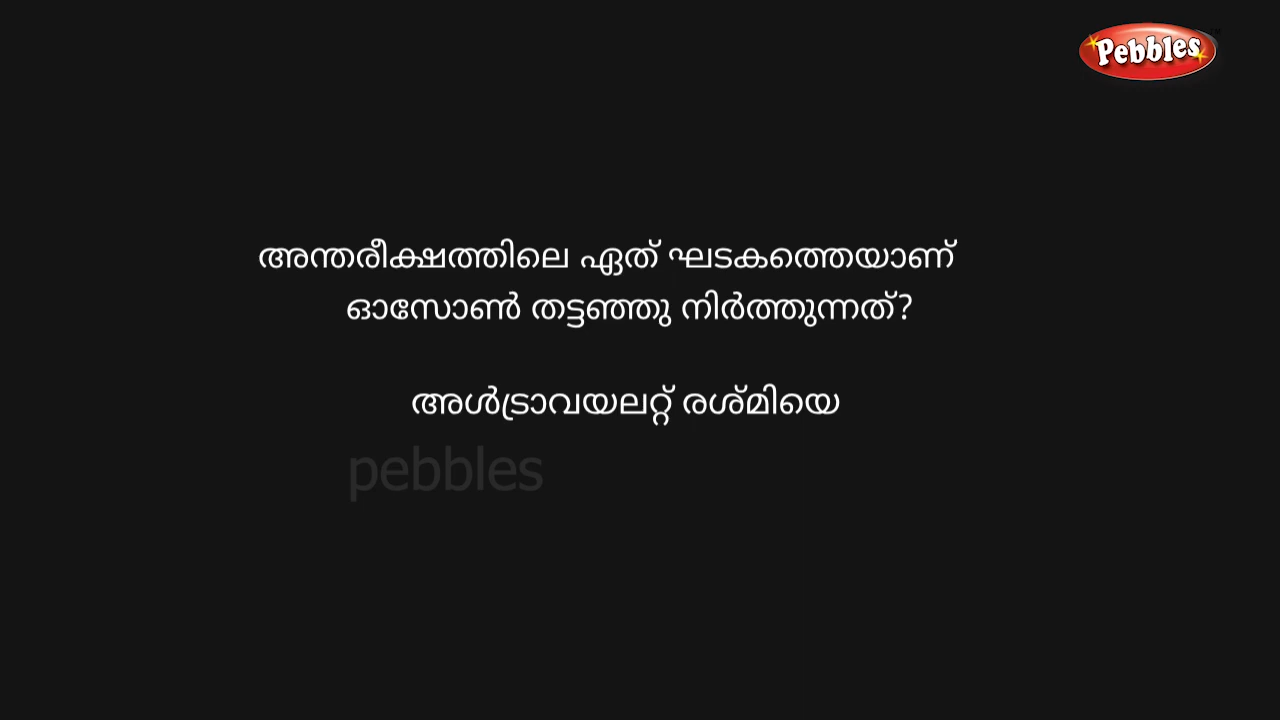 Pebbles
അന്തരീക്ഷത്തിലെ ഏത് ഘടകത്തെയാണ്
ഓസോൺ തട്ടഞ്ഞു നിർത്തുന്നത്?
അൾട്രാവയലറ്റ് രശ്മിയെ
pebbles